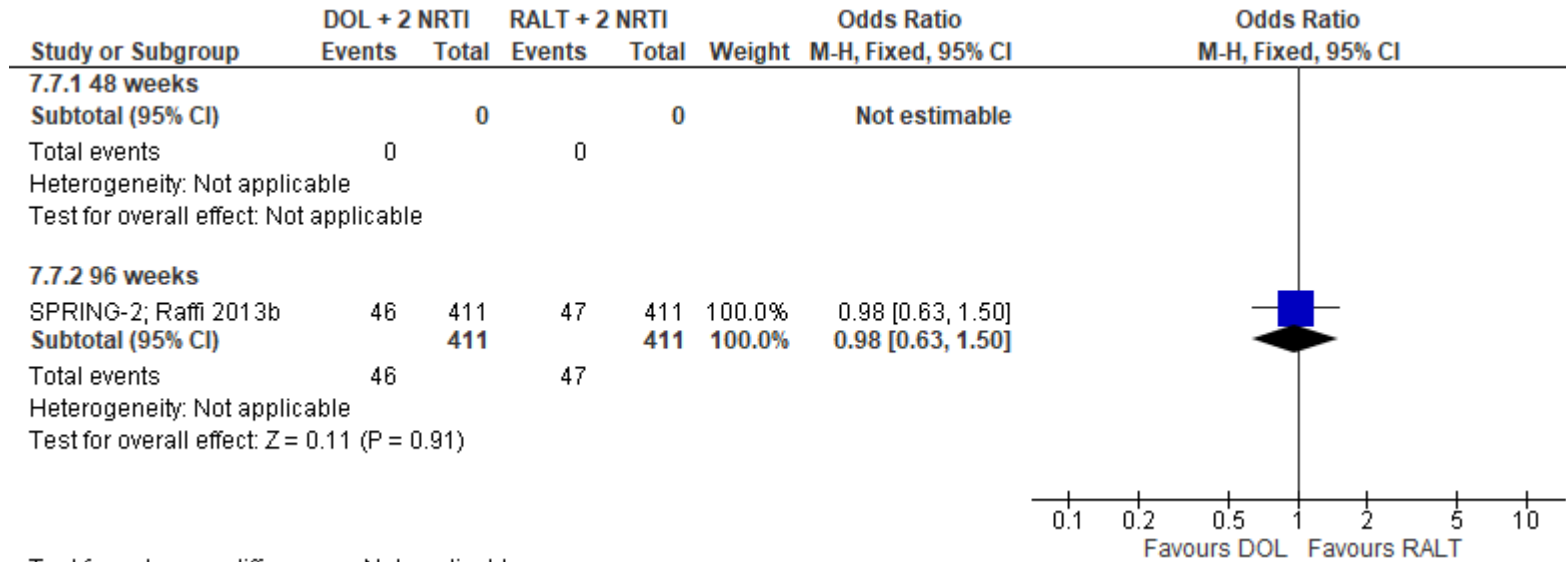 DOL + 2 NRTI RALT + 2 NRTI Odds Ratio Odds Ratio
Study or Subgroup Events Total Events Total Weight M-H, Fixed, 95% CI M-H, Fixed, 95% CI
7.7.1 48 weeks
Subtotal (95% CI) 0 0 Not estimable
Total events 0 0
Heterogeneity: Not applicable
Test for overall effect: Not applicable
7.7.2 96 weeks
SPRING-2; Raffi 2013b 46 411 47 411 100.0% 0.98 [0.63, 1.50]
Subtotal (95% CI) 411 411 100.0% 0.98 [0.63, 1.50]
Total events 46 47
Heterogeneity: Not applicable
Test for overall effect: Z = 0.11 (P = 0.91)
0.1 0.2 0.5 1 2 5 10
Favours DOL Favours RALT